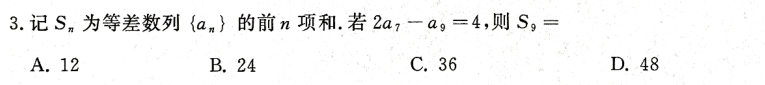 3.记 Sₙ 为等差数列 {aₙ} 的前 n 项和.若 2a₇－a₉＝4,则 S₉＝
A. 12 B. 24 C. 36 D. 48